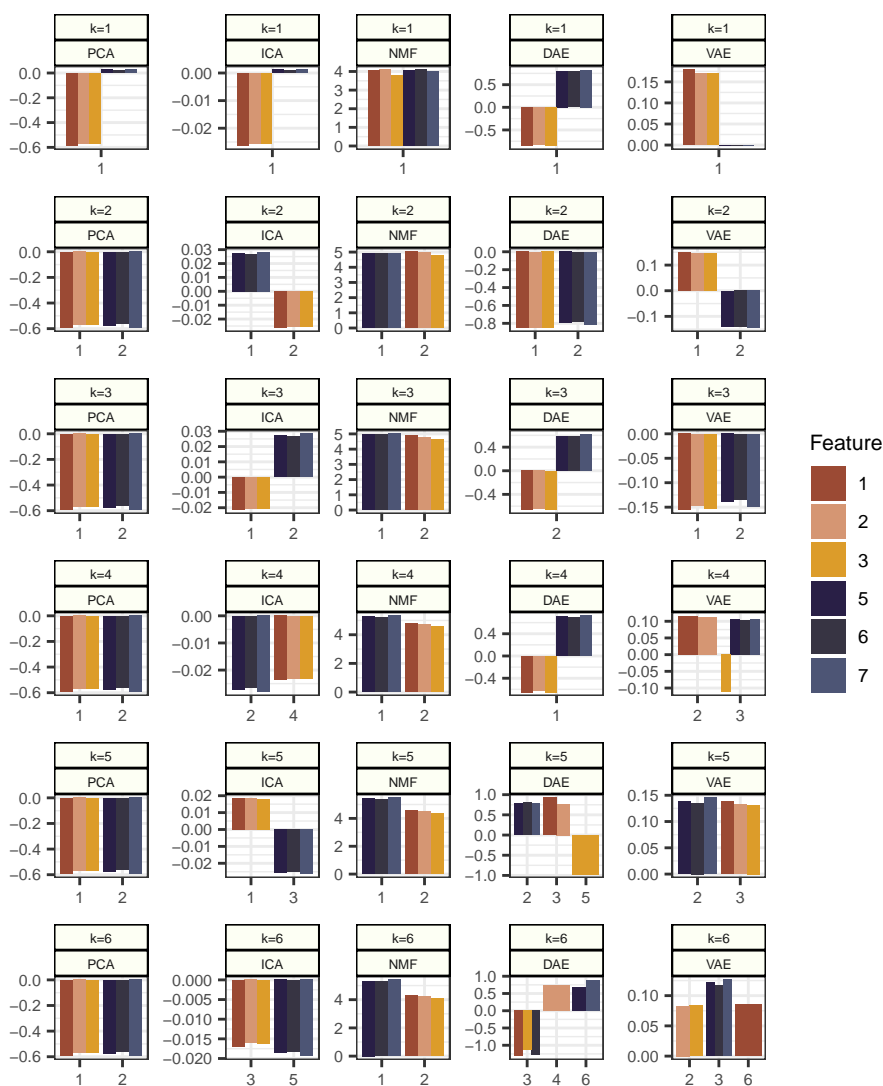 k=1 k=1 k=1 k=1 k=1
PCA ICA NMF DAE VAE
0.0 −0.2 −0.4 −0.6 0.00 −0.01 −0.02 4 3 2 1 0 0.5 0.0 −0.5 0.15 0.10 0.05 0.00
1 1 1 1 1
k=2 k=2 k=2 k=2 k=2
PCA ICA NMF DAE VAE
0.0 −0.2 −0.4 −0.6 0.03 0.02 0.01 0.00 −0.01 −0.02 5 4 3 2 1 0 0.0 −0.2 −0.4 −0.6 −0.8 0.1 0.0 −0.1
1 2 1 2 1 2 1 2 1 2
k=3 k=3 k=3 k=3 k=3
PCA ICA NMF DAE VAE
0.0 −0.2 −0.4 −0.6 0.03 0.02 0.01 0.00 −0.01 −0.02 5 4 3 2 1 0 0.4 0.0 −0.4 0.00 −0.05 −0.10 −0.15
1 2 1 2 1 2 2 1 2
Feature
1
2
3
5
6
7
k=4 k=4 k=4 k=4 k=4
PCA ICA NMF DAE VAE
0.0 −0.2 −0.4 −0.6 0.00 −0.01 −0.02 4 2 0 0.4 0.0 −0.4 0.10 0.05 0.00 −0.05 −0.10
1 2 2 4 1 2 1 2 3
k=5 k=5 k=5 k=5 k=5
PCA ICA NMF DAE VAE
0.0 −0.2 −0.4 −0.6 0.02 0.01 0.00 −0.01 −0.02 4 2 0 1.0 0.5 0.0 −0.5 −1.0 0.15 0.10 0.05 0.00
1 2 1 3 1 2 2 3 5 2 3
k=6 k=6 k=6 k=6 k=6
PCA ICA NMF DAE VAE
0.0 −0.2 −0.4 −0.6 0.000 −0.005 −0.010 −0.015 −0.020 4 2 0 1.0 0.5 0.0 −0.5 −1.0 0.10 0.05 0.00
1 2 3 5 1 2 3 4 6 2 3 6